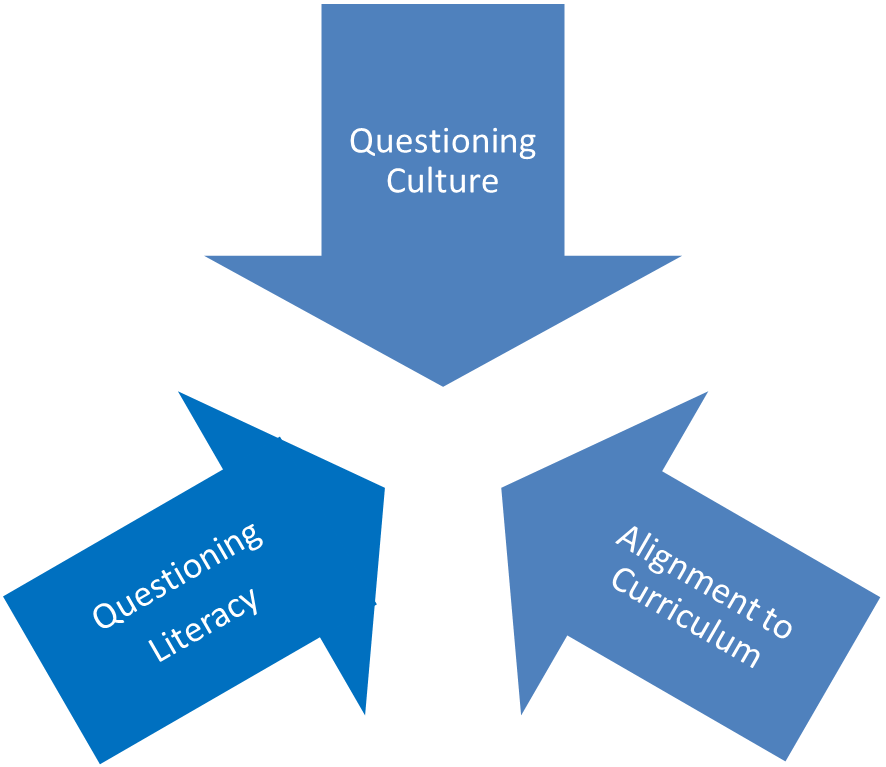 Questioning
Culture
Questioning
Literacy
Alignment to
Curriculum